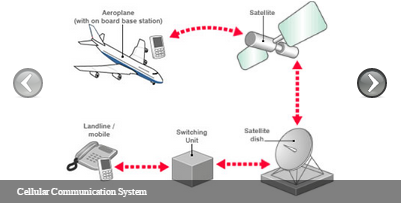 Aeroplane
(with on board base station)
Satellite
Landline /
mobile
Switching
Unit
Satellite
dish
Cellular Communication System